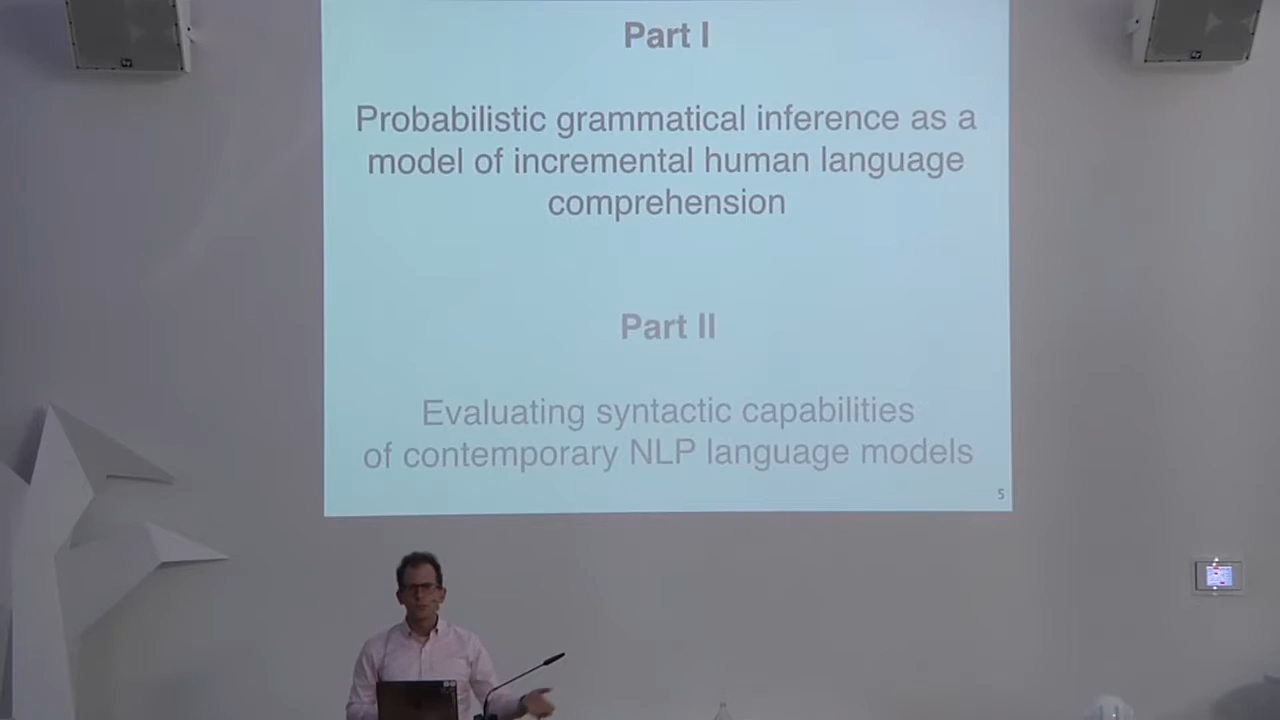 Part I
Probabilistic grammatical inference as a
model of incremental human language
comprehension
Part II
Evaluating syntactic capabilities
of contemporary NLP language models
5